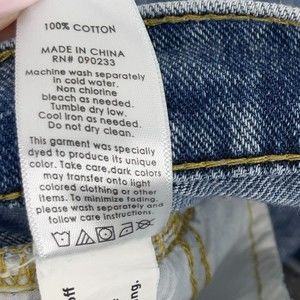 100% COTTON
MADE IN CHINA
RN# 090233
Machine wash separately
in cold water.
Non chlorine
bleach as needed.
Tumble dry low.
Cool iron as needed.
Do not dry clean.
This garment was specially
dyed to produce its unique
color. Take care,dark colors
may transfer onto light
colored clothing or other
items. To minimize fading,
please wash separately and
follow care instructions.
off
ng.